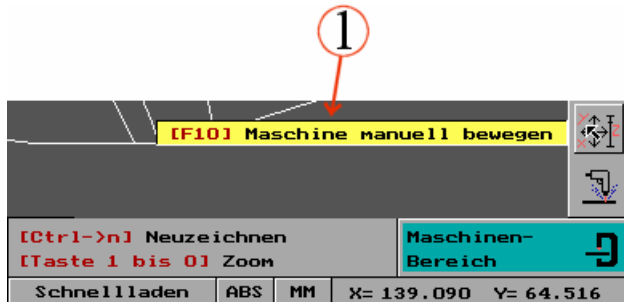 1
[F10] Maschine manuell bewegen
Y
Z
X
[Ctrl->n] Neuzeichnen
[Taste 1 bis 0] Zoom
Maschinen-
Bereich
Schnellladen ABS MM X= 139.090 Y= 64.516